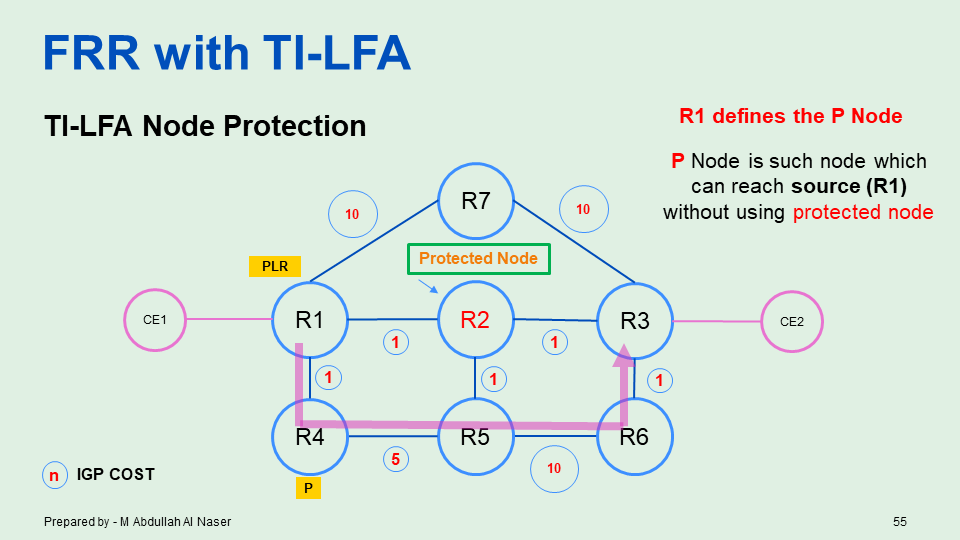 FRR with TI-LFA
TI-LFA Node Protection
R1 defines the P Node
P Node is such node which
can reach source (R1)
without using protected node
R7
10
10
Protected Node
PLR
CE1
R1
R2
R3
CE2
1
1
1
1
1
R4
R5
R6
5
10
P
n IGP COST
Prepared by - M Abdullah Al Naser
55